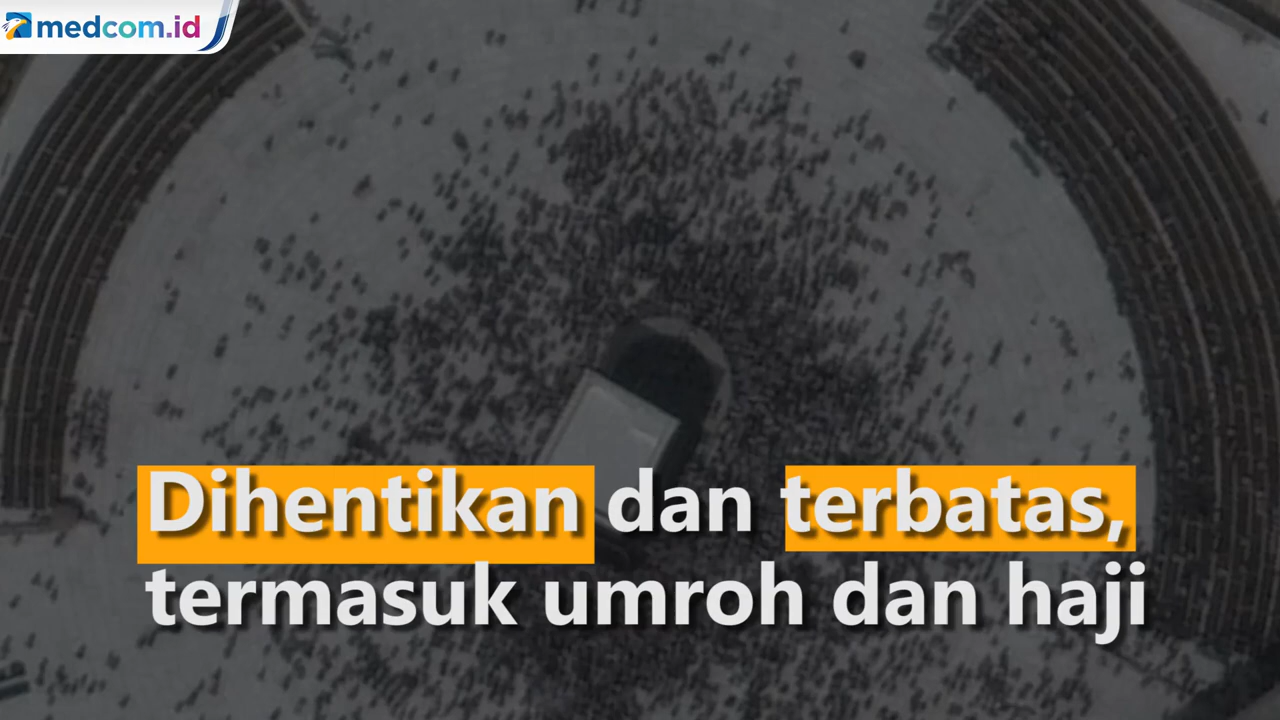 medcom.id
Dihentikan dan terbatas,
termasuk umroh dan haji